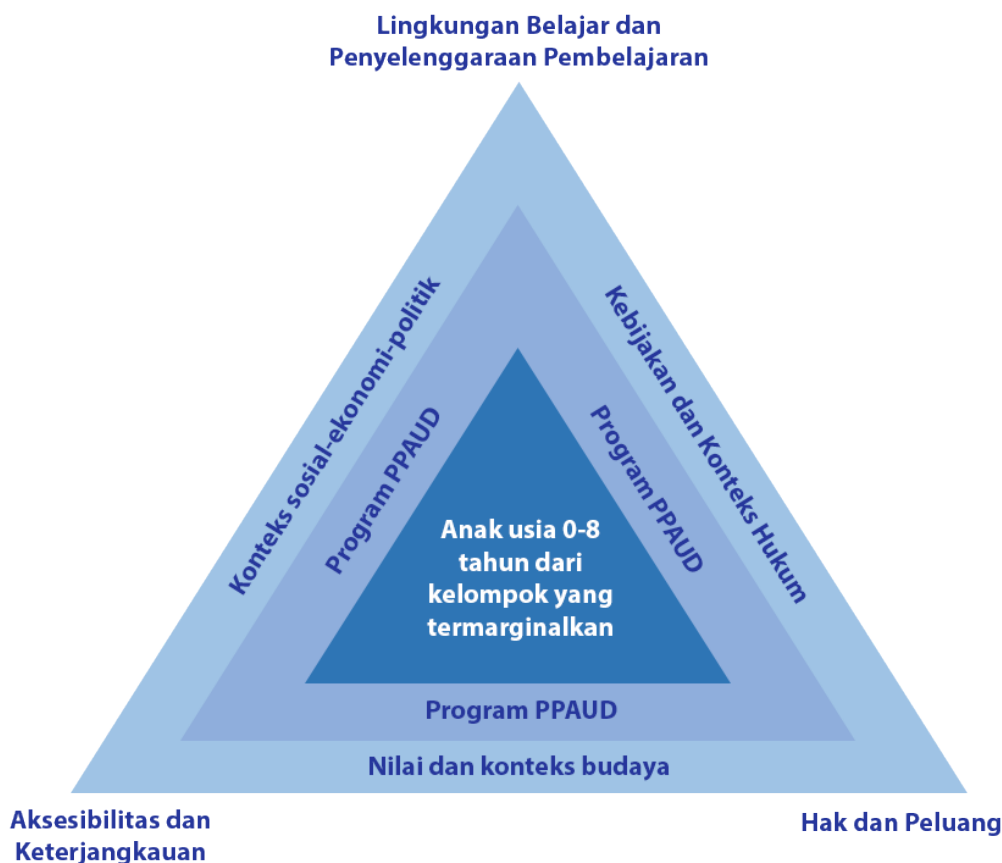 Lingkungan Belajar dan
Penyelenggaraan Pembelajaran
Konteks sosial-ekonomi-politik
Program PPAUD
Kebijakan dan Konteks Hukum
Program PPAUD
Anak usia 0-8
tahun dari
kelompok yang
termarginalkan
Program PPAUD
Nilai dan konteks budaya
Aksesibilitas dan
Keterjangkauan
Hak dan Peluang